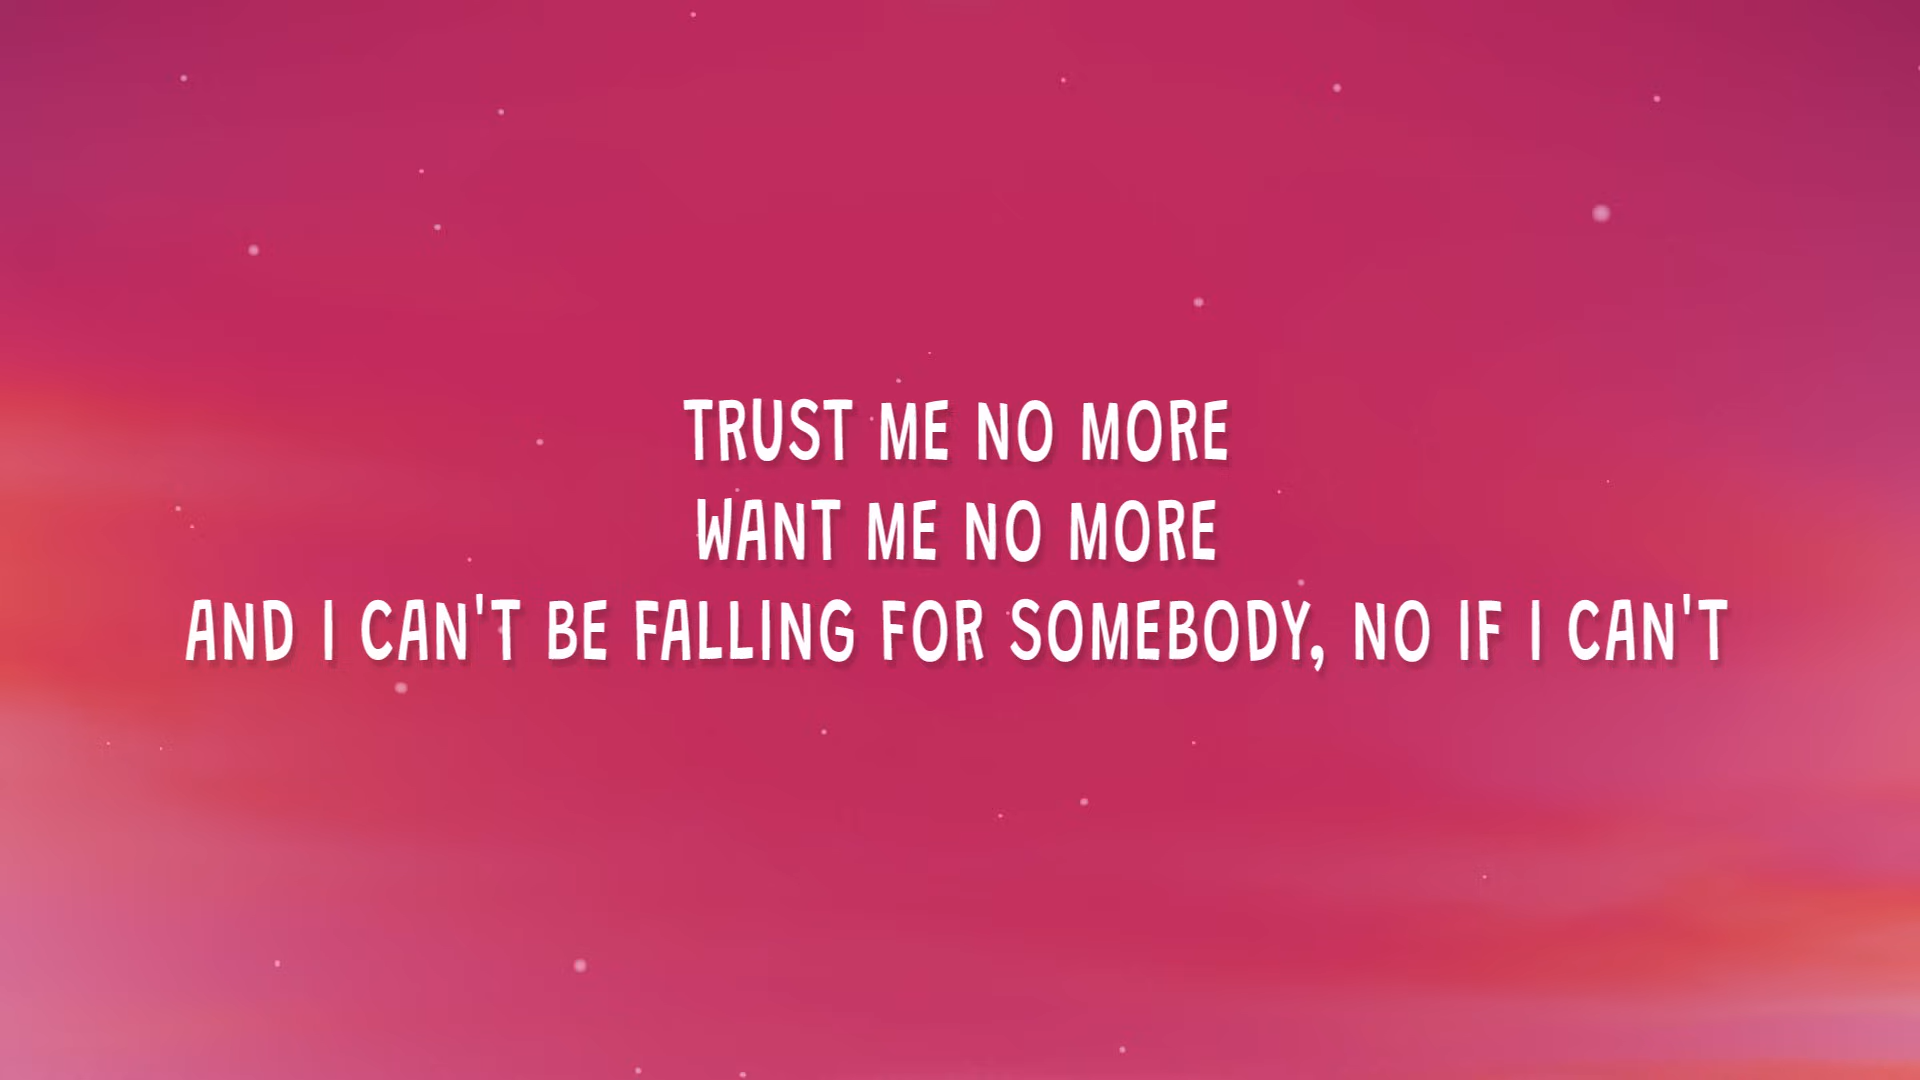 TRUST ME NO MORE
WANT ME NO MORE
AND I CAN'T BE FALLING FOR SOMEBODY, NO IF I CAN'T